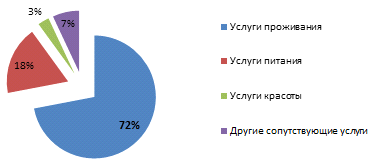 3%
7%
18%
72%
Услуги проживания
Услуги питания
Услуги красоты
Другие сопутствующие услуги